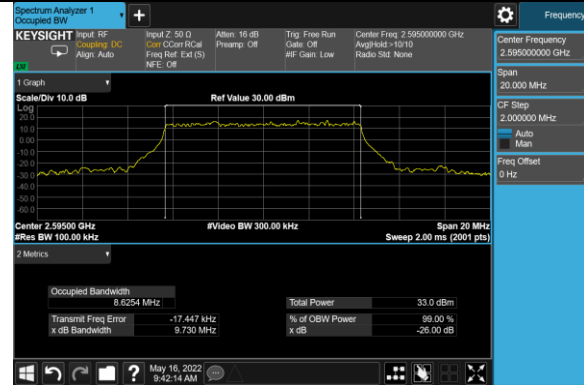 Spectrum Analyzer 1
Occupied BW
Frequency
KEYSIGHT Input: RF
Coupling: DC
Align: Auto
LXI
Input Z: 50 Ω
Corr CCorr RCal
Freq Ref: Ext (S)
NFE: Off
Atten: 16 dB
Preamp: Off
Trig: Free Run
Gate: Off
#IF Gain: Low
Center Freq: 2.595000000 GHz
Avg|Hold:>10/10
Radio Std: None
Center Frequency
2.595000000 GHz
Span
20.000 MHz
CF Step
2.000000 MHz
Auto
Man
Freq Offset
0 Hz
1 Graph
Scale/Div 10.0 dB
Ref Value 30.00 dBm
Log
20.0
10.0
0.00
-10.0
-20.0
-30.0
-40.0
-50.0
-60.0
Center 2.59500 GHz
#Video BW 300.00 kHz
Span 20 MHz
#Res BW 100.00 kHz
Sweep 2.00 ms (2001 pts)
2 Metrics
Occupied Bandwidth
8.6254 MHz
Total Power 33.0 dBm
Transmit Freq Error -17.447 kHz
% of OBW Power 99.00 %
x dB Bandwidth 9.730 MHz
x dB -26.00 dB
?
May 16, 2022
9:42:14 AM